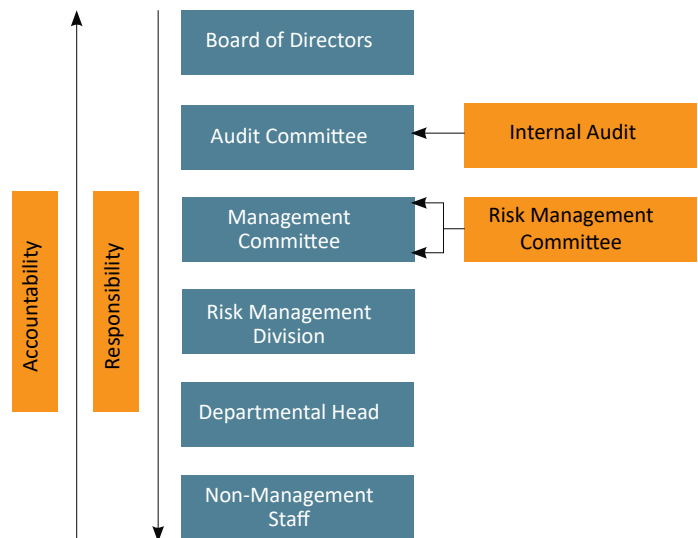 Board of Directors
Audit Committee
Internal Audit
Management
Committee
Risk Management
Committee
Accountability
Responsibility
Risk Management
Division
Departmental Head
Non-Management
Staff